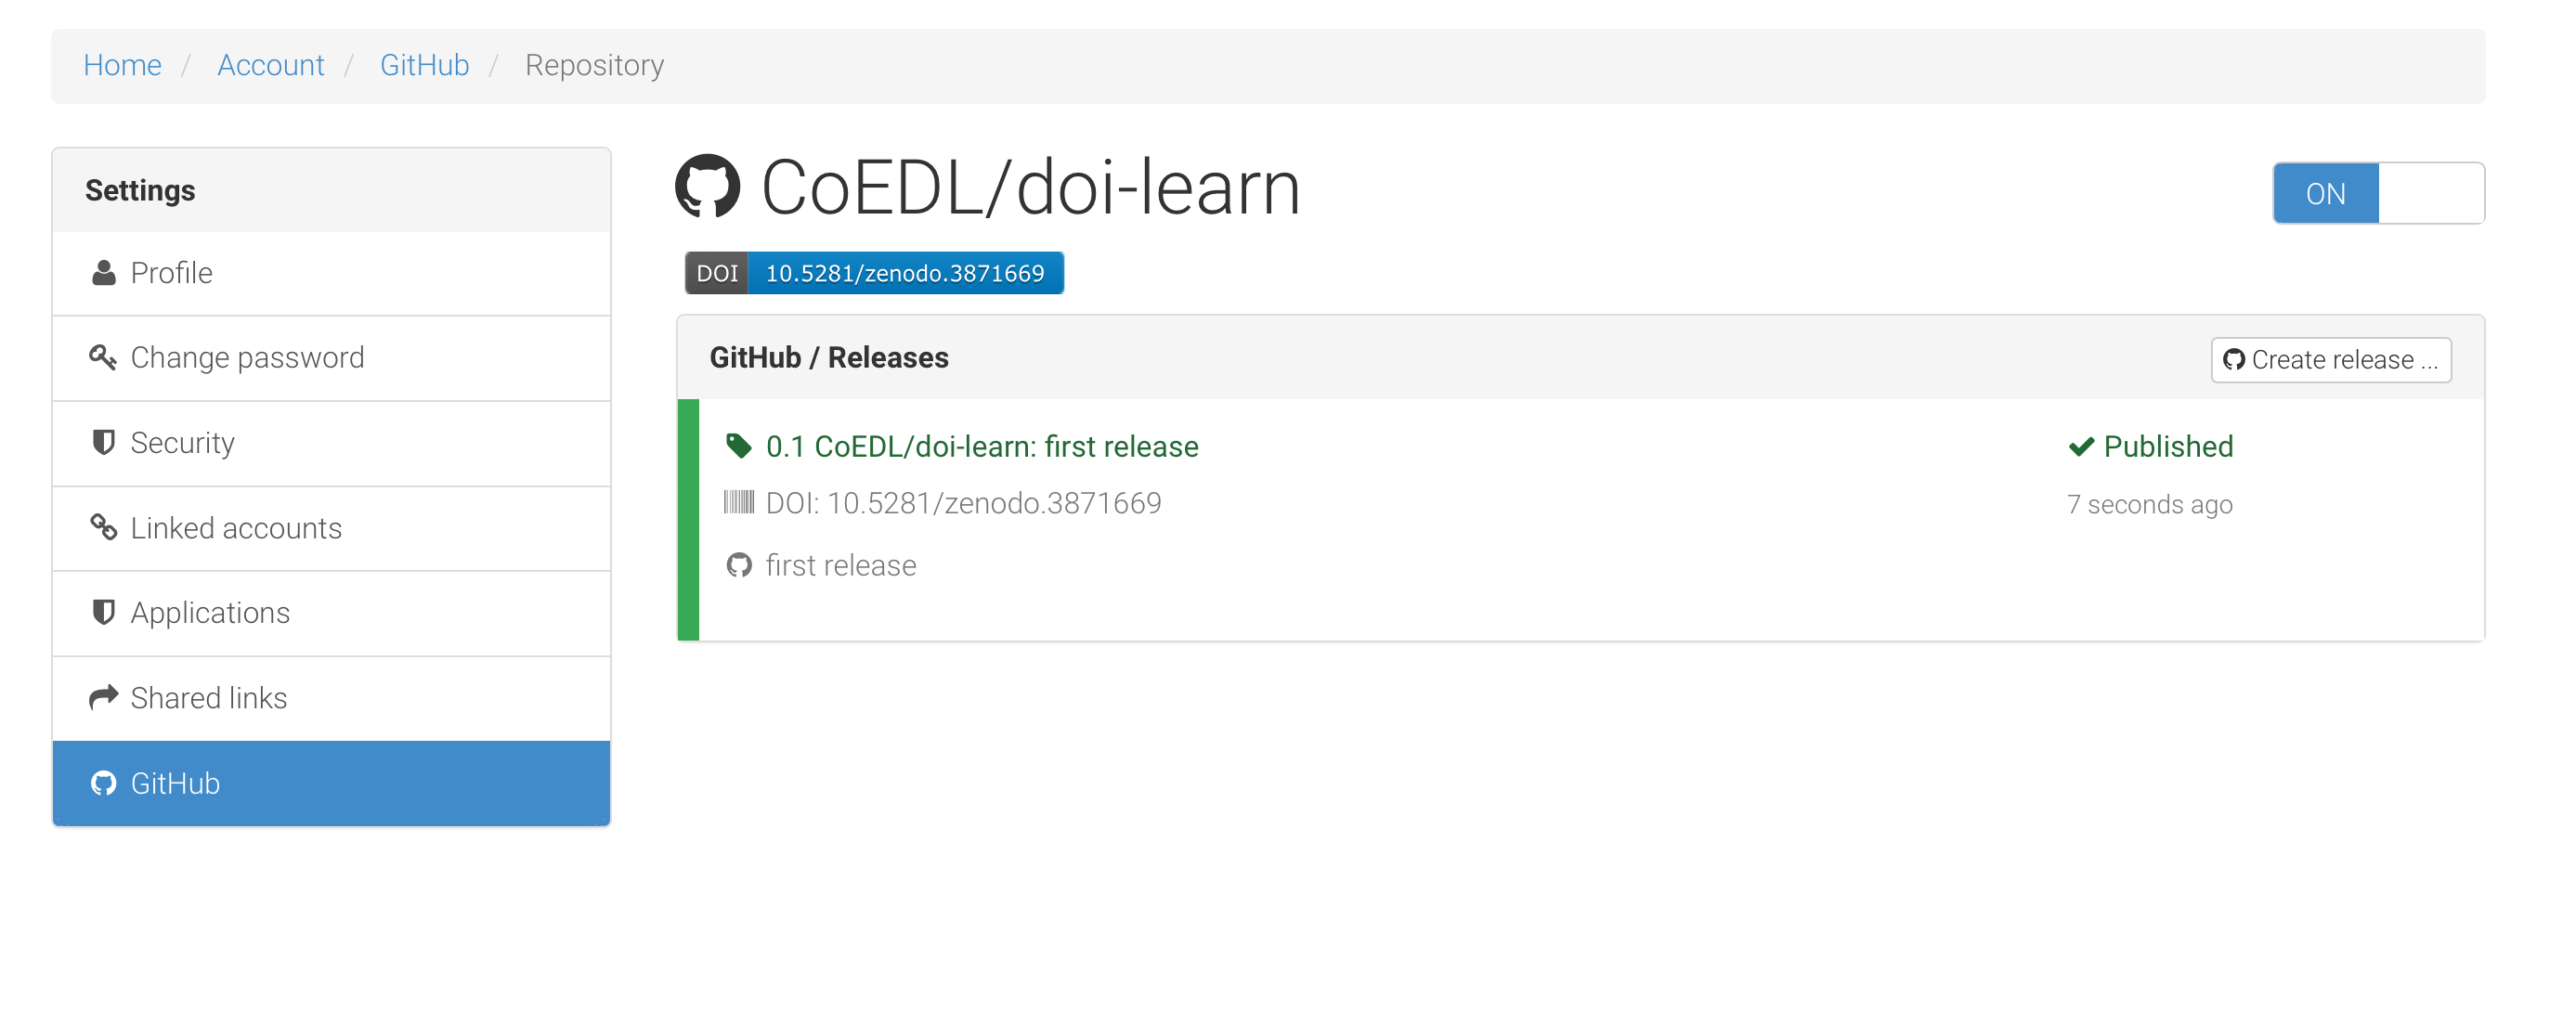 Home / Account / GitHub / Repository
Settings
Profile
Change password
Security
Linked accounts
Applications
Shared links
GitHub
CoEDL/doi-learn
ON
DOI 10.5281/zenodo.3871669
GitHub / Releases
Create release ...
0.1 CoEDL/doi-learn: first release
Published
DOI: 10.5281/zenodo.3871669
7 seconds ago
first release